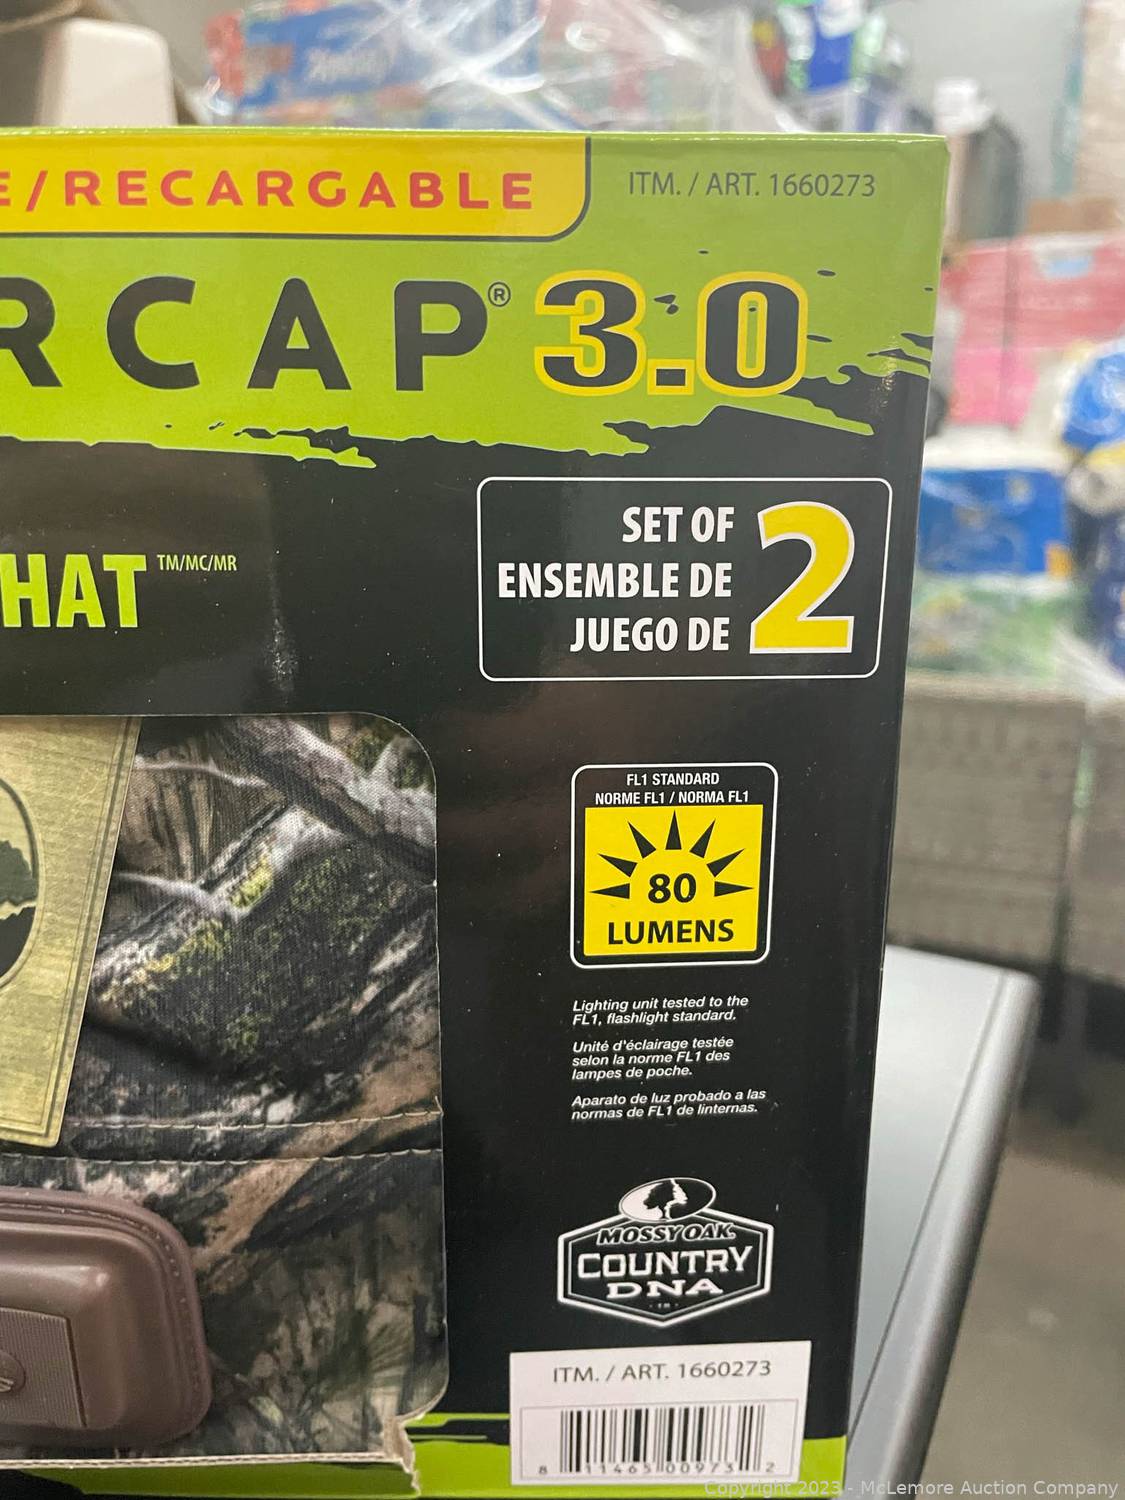 E/RECARGABLE
ITM. / ART. 1660273
RCAP® 3.0
HAT TM/MC/MR
SET OF
ENSEMBLE DE
JUEGO DE
2
FL1 STANDARD
NORME FL1 / NORMA FL1
80
LUMENS
Lighting unit tested to the
FL1, flashlight standard.
Unité d'éclairage testée
selon la norme FL1 des
lampes de poche.
Aparato de luz probado a las
normas de FL1 de linternas.
MOSSY OAK
COUNTRY
DNA
TM
ITM. / ART. 1660273
8 11465 00973 2
Copyright 2023 - McLemore Auction Company